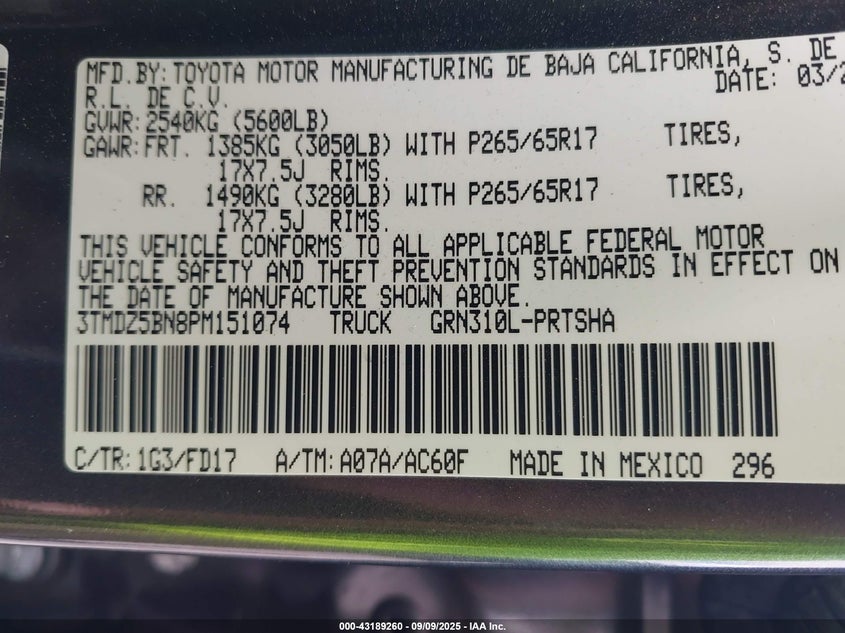 MFD.BY:TOYOTA MOTOR MANUFACTURING DE BAJA CALIFORNIA, S. DE
R.L. DE C.V.
DATE: 03/2
GVWR:2540KG (5600LB)
GAWR:FRT. 1385KG (3050LB) WITH P265/65R17 TIRES,
17X7.5J RIMS.
RR. 1490KG (3280LB) WITH P265/65R17 TIRES,
17X7.5J RIMS.
THIS VEHICLE CONFORMS TO ALL APPLICABLE FEDERAL MOTOR
VEHICLE SAFETY AND THEFT PREVENTION STANDARDS IN EFFECT ON
THE DATE OF MANUFACTURE SHOWN ABOVE.
3TMDZ5BN8PM151074 TRUCK GRN310L-PRTSHA
C/TR:1G3/FD17 A/TM:A07A/AC60F MADE IN MEXICO 296
000-43189260 - 09/09/2025 - IAA Inc.